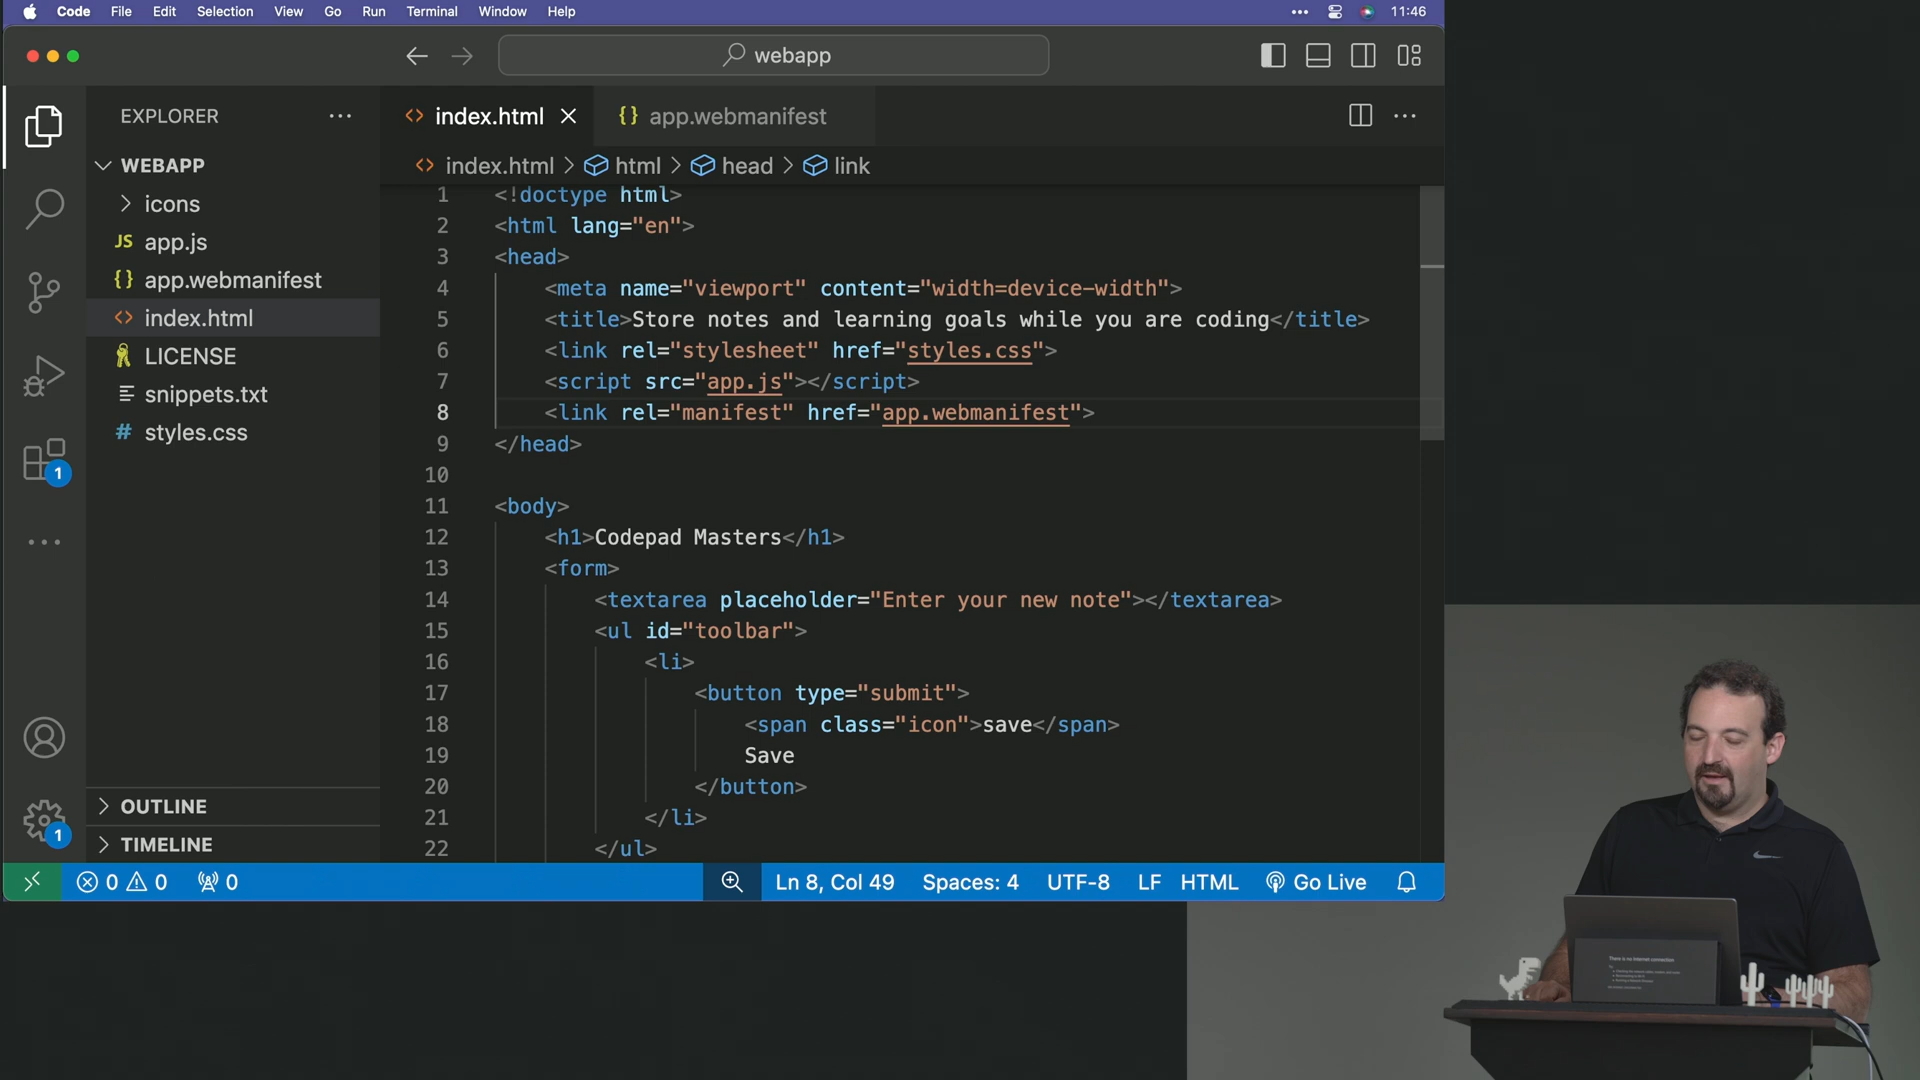 Code File Edit Selection View Go Run Terminal Window Help 11:46
webapp
EXPLORER
index.html
app.webmanifest
index.html > html > head > link
WEBAPP
icons
JS app.js
{} app.webmanifest
<> index.html
LICENSE
snippets.txt
# styles.css
1 <!doctype html>
2 <html lang="en">
3 <head>
4 <meta name="viewport" content="width=device-width">
5 <title>Store notes and learning goals while you are coding</title>
6 <link rel="stylesheet" href="styles.css">
7 <script src="app.js"></script>
8 <link rel="manifest" href="app.webmanifest">
9 </head>
10
11 <body>
12 <h1>Codepad Masters</h1>
13 <form>
14 <textarea placeholder="Enter your new note"></textarea>
15 <ul id="toolbar">
16 <li>
17 <button type="submit">
18 <span class="icon">save</span>
19 Save
20 </button>
21 </li>
22 </ul>
1
1
OUTLINE
TIMELINE
0 0 0
Ln 8, Col 49 Spaces: 4 UTF-8 LF HTML Go Live
There is no Internet connection